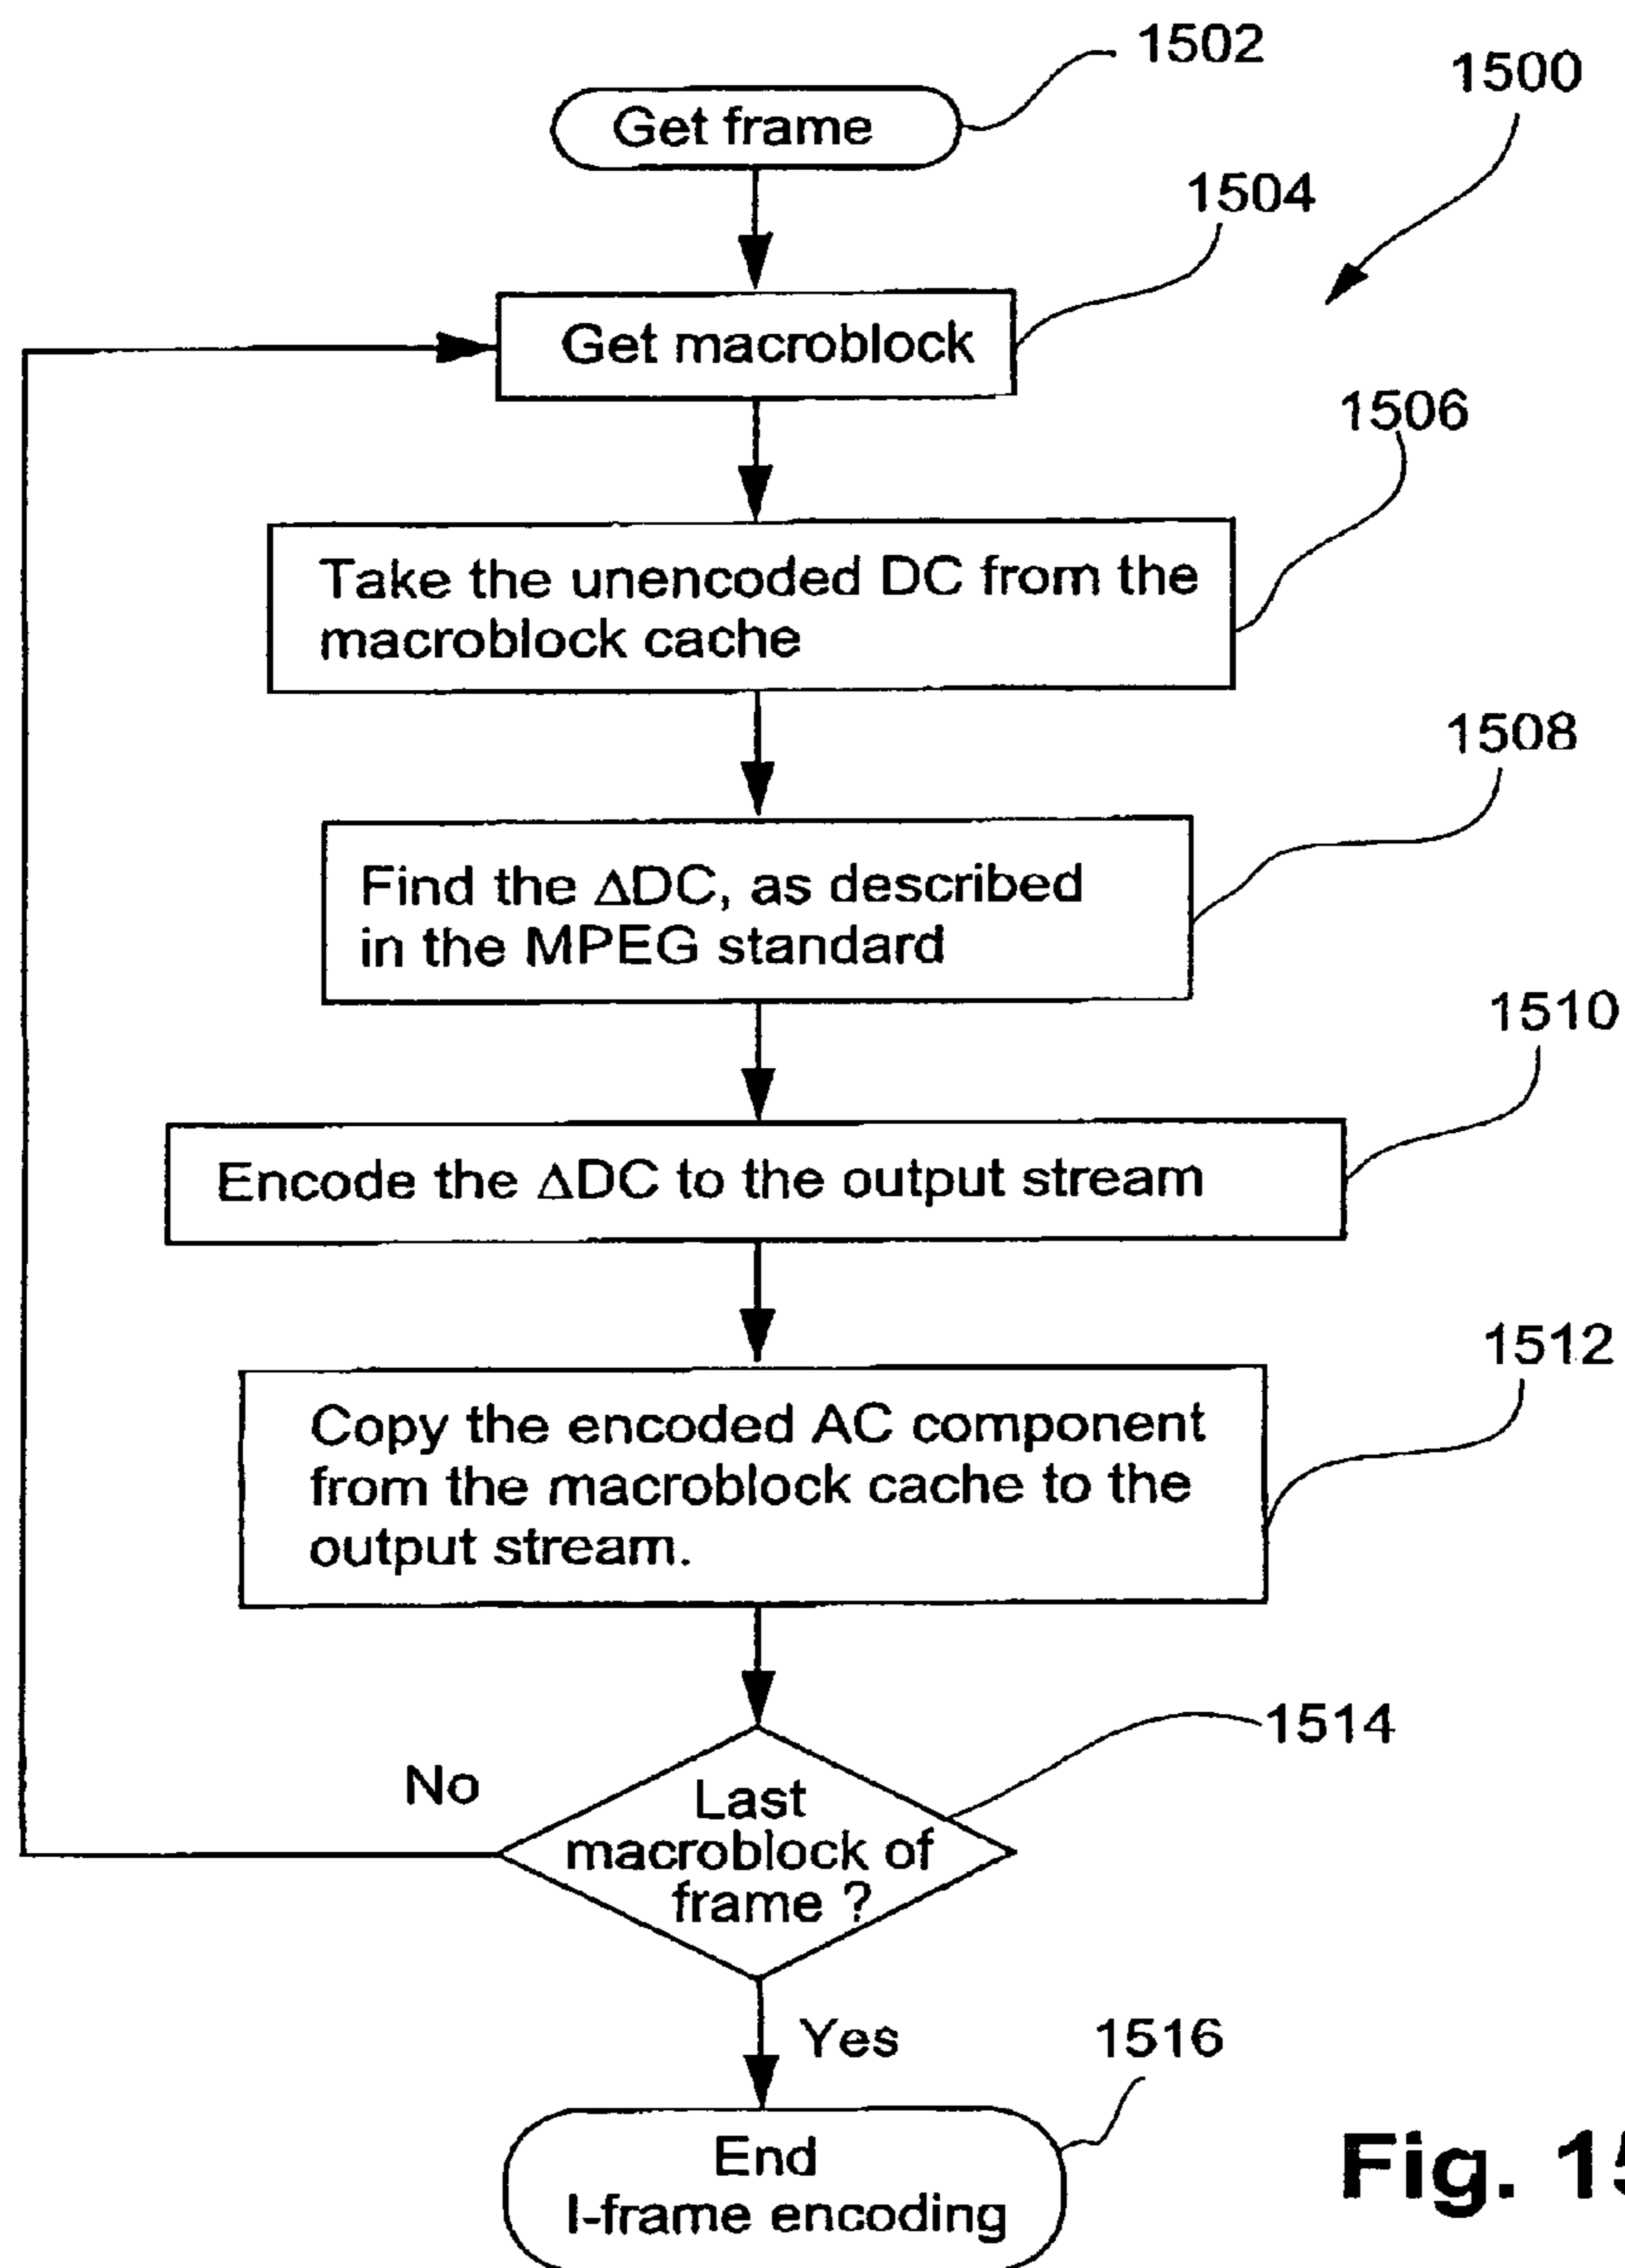 1502
1500
Get frame
1504
Get macroblock
1506
Take the unencoded DC from the
macroblock cache
1508
Find the ΔDC, as described
in the MPEG standard
1510
Encode the ΔDC to the output stream
1512
Copy the encoded AC component
from the macroblock cache to the
output stream.
1514
No
Last
macroblock of
frame ?
Yes
1516
End
I-frame encoding
Fig. 15